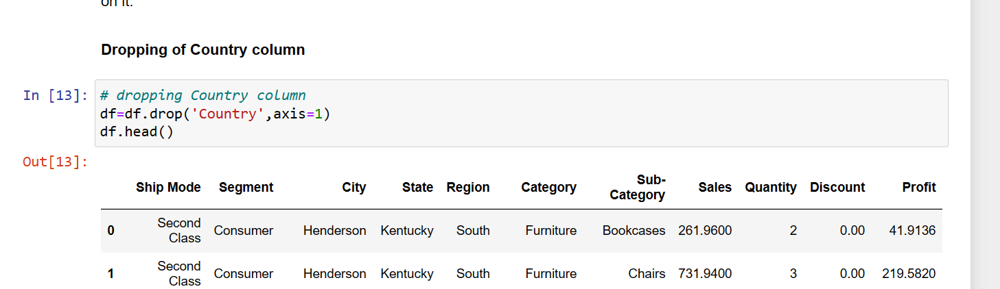 on it.
Dropping of Country column
In [13]: # dropping Country column
df=df.drop('Country',axis=1)
df.head()
Out[13]:
Ship Mode Segment City State Region Category Sub-Category Sales Quantity Discount Profit
0 Second Class Consumer Henderson Kentucky South Furniture Bookcases 261.9600 2 0.00 41.9136
1 Second Class Consumer Henderson Kentucky South Furniture Chairs 731.9400 3 0.00 219.5820